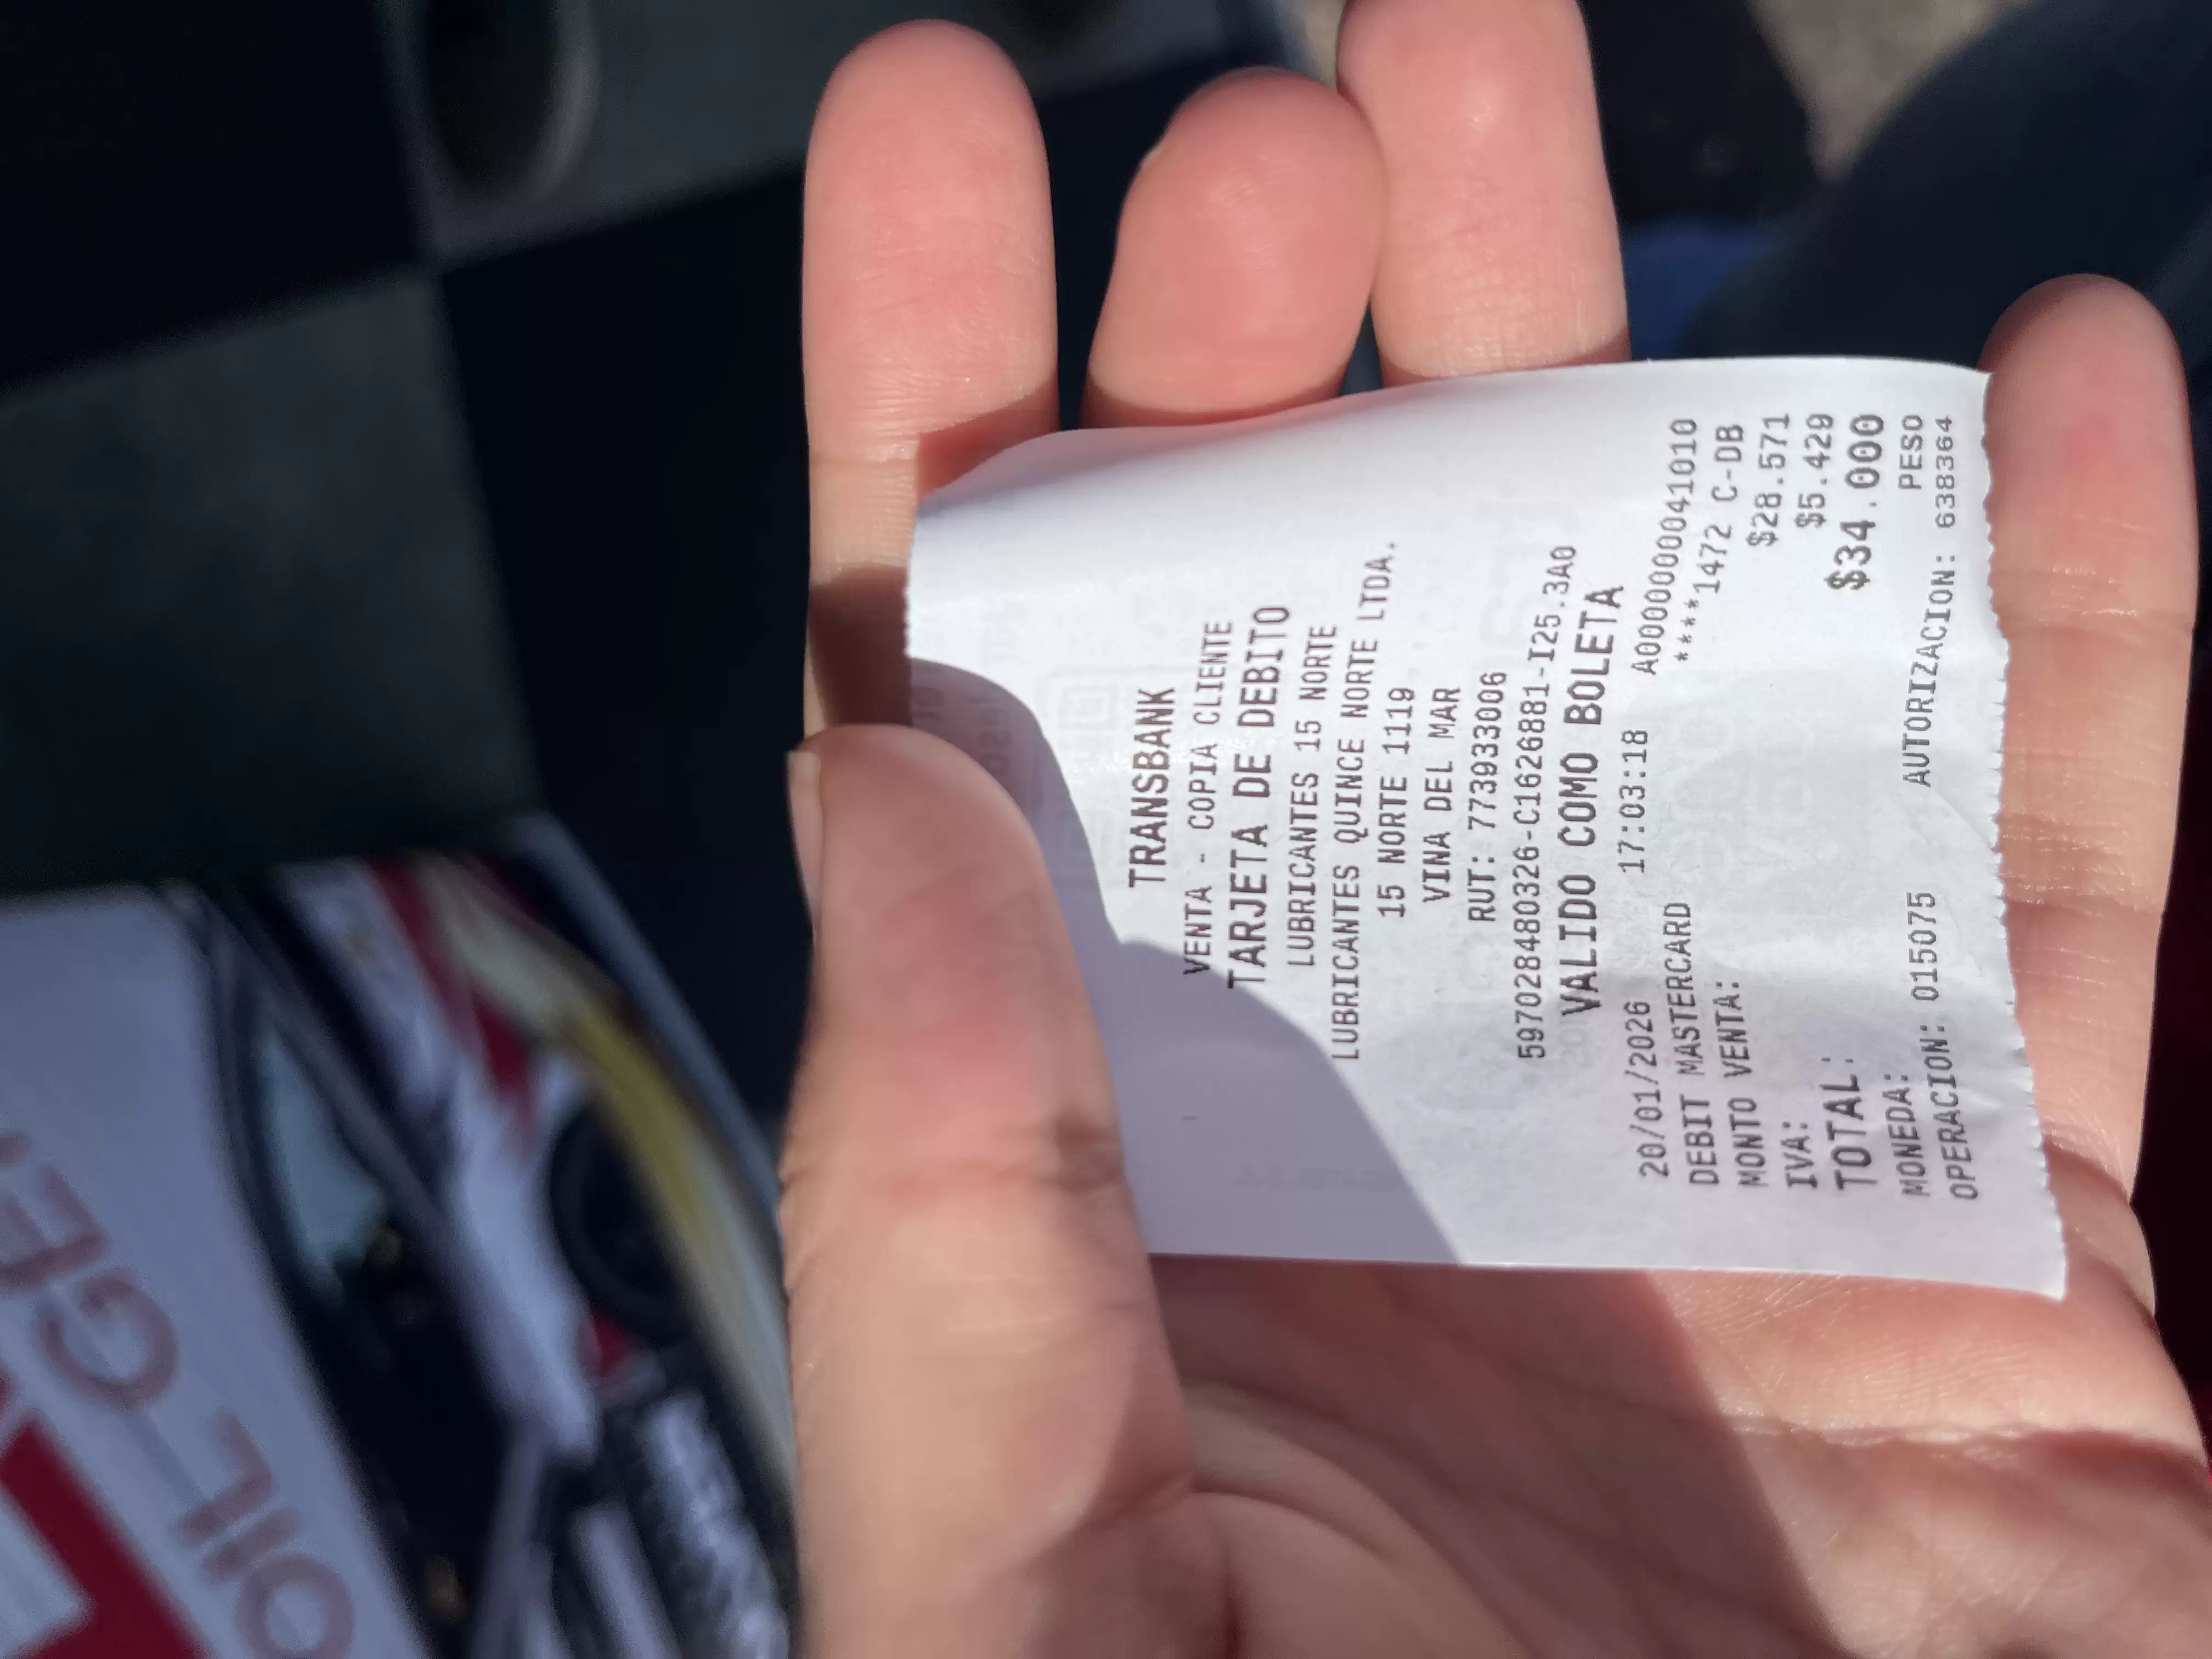 TRANSBANK
VENTA - COPIA CLIENTE
TARJETA DE DEBITO
LUBRICANTES 15 NORTE
LUBRICANTES QUINCE NORTE LTDA.
15 NORTE 1119
VINA DEL MAR
RUT: 773933006
597028480326-C1626881-I25.3A0
VALIDO COMO BOLETA
20/01/2026 17:03:18 A0000000041010
DEBIT MASTERCARD ****1472 C-DB
MONTO VENTA: $28.571
IVA: $5.429
TOTAL: $34.000
MONEDA: PESO
OPERACION: 015075 AUTORIZACION: 638364
OIL